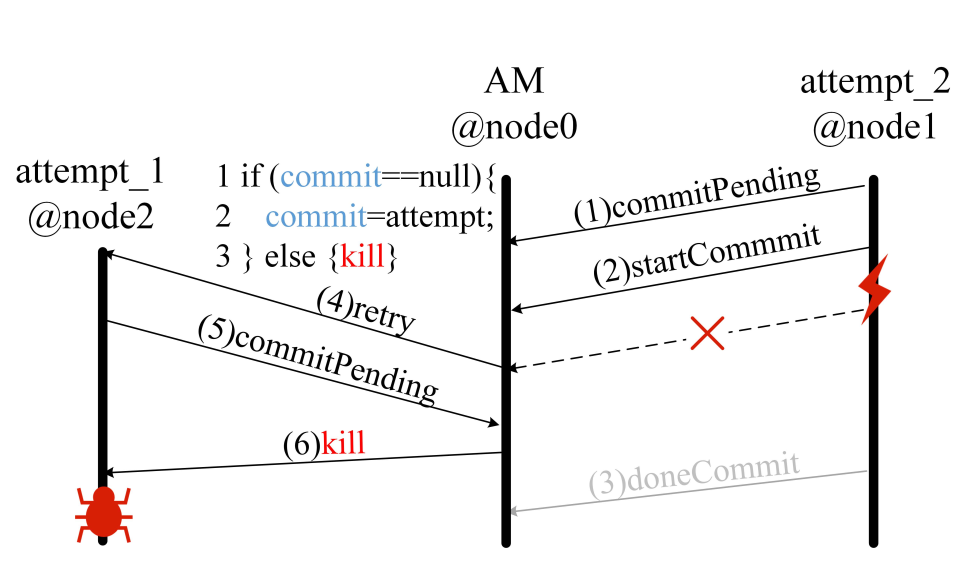 AM
@node0
attempt_2
@node1
attempt_1
@node2
1 if (commit==null){
2 commit=attempt;
3 } else {kill}
(1)commitPending
(2)startCommmit
(4)retry
(5)commitPending
(6)kill
(3)doneCommit